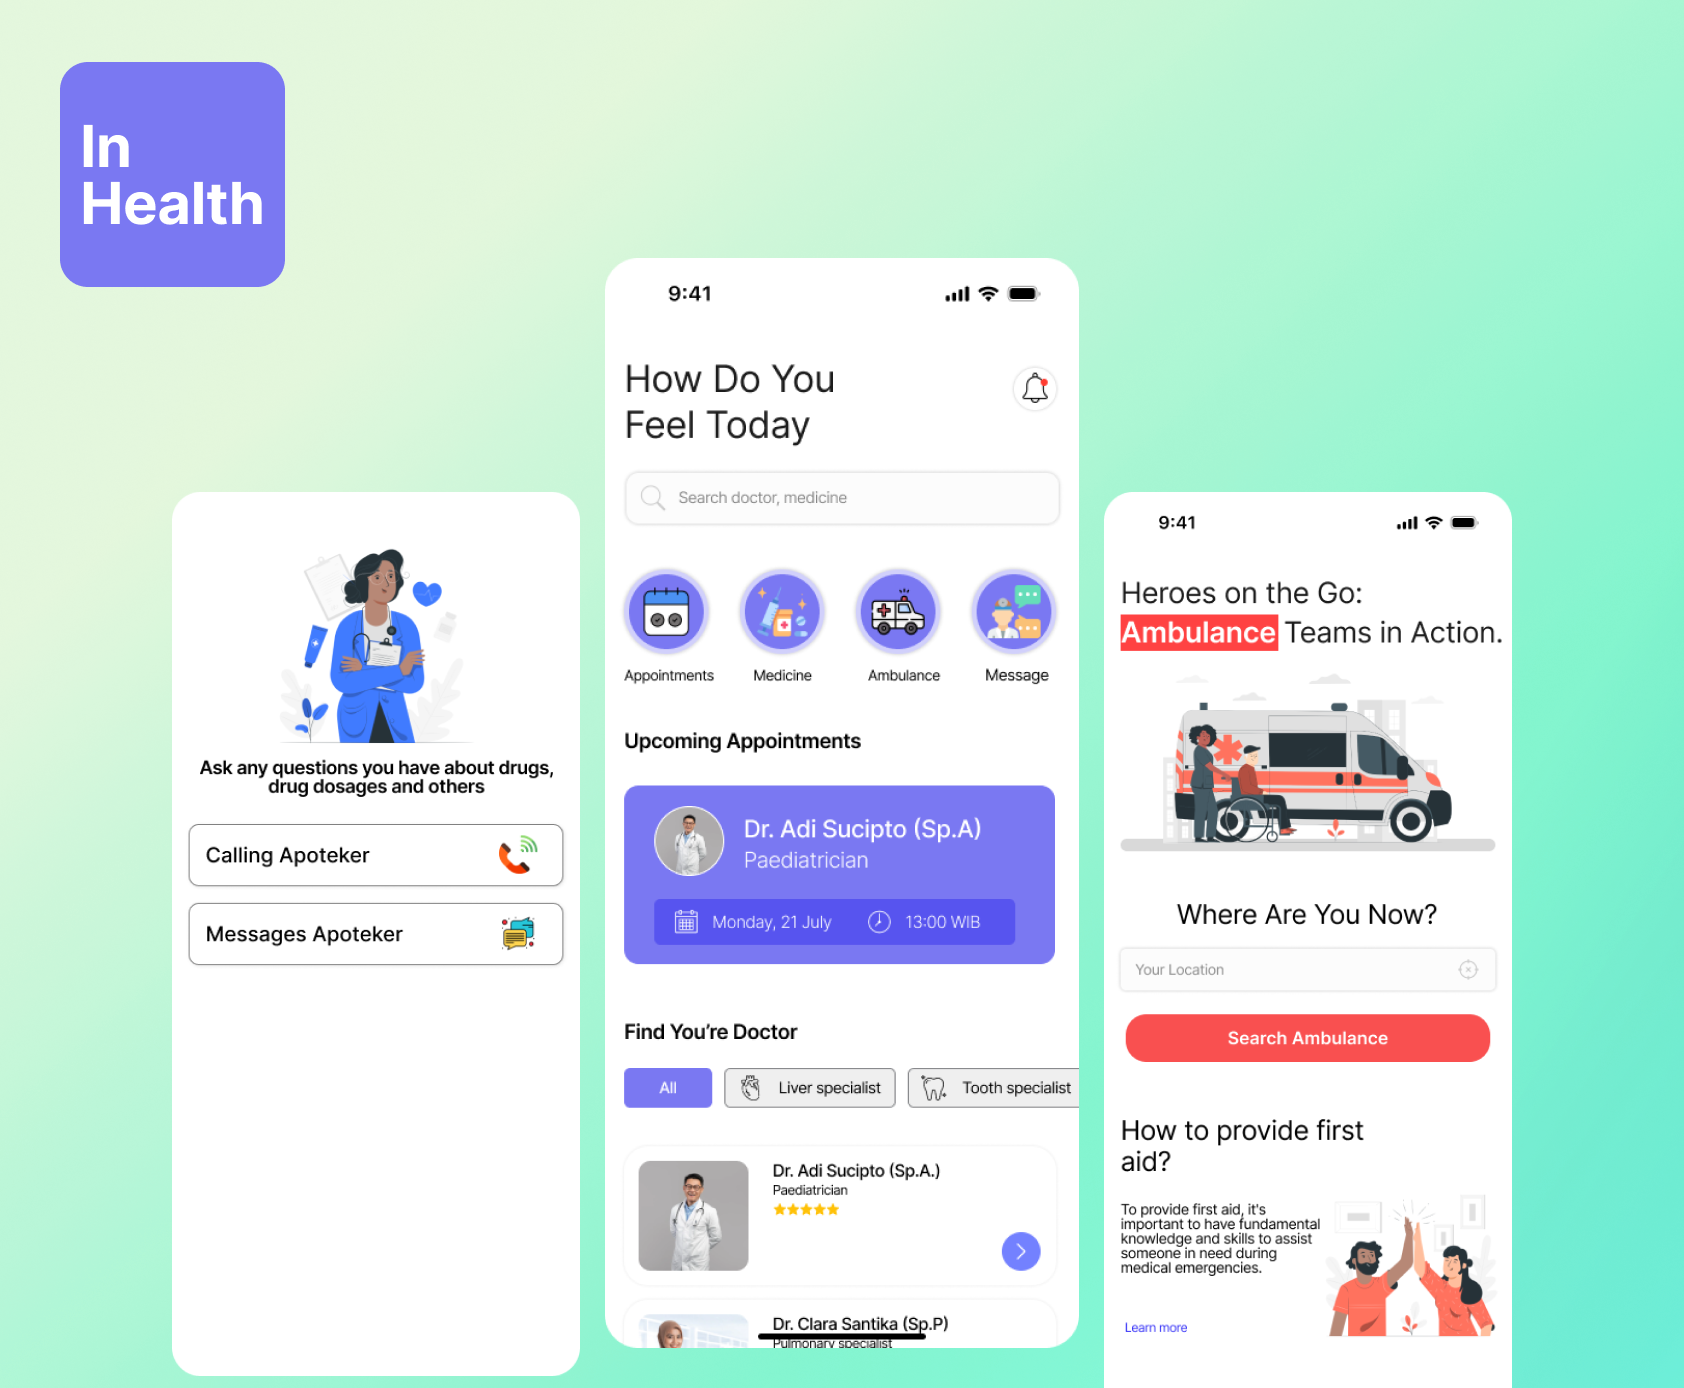 In
Health
Ask any questions you have about drugs,
drug dosages and others
Calling Apoteker
Messages Apoteker
9:41
How Do You
Feel Today
Search doctor, medicine
Appointments
Medicine
Ambulance
Message
Upcoming Appointments
Dr. Adi Sucipto (Sp.A)
Paediatrician
Monday, 21 July
13:00 WIB
Find You're Doctor
All
Liver specialist
Tooth specialist
Dr. Adi Sucipto (Sp.A.)
Paediatrician
Dr. Clara Santika (Sp.P)
Pulmonary specialist
9:41
Heroes on the Go:
Ambulance Teams in Action.
Where Are You Now?
Your Location
Search Ambulance
How to provide first
aid?
To provide first aid, it's
important to have fundamental
knowledge and skills to assist
someone in need during
medical emergencies.
Learn more